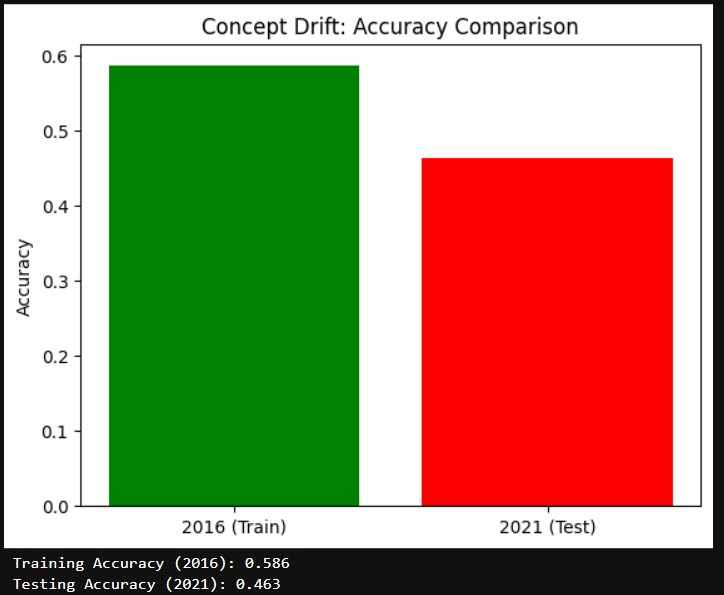 Concept Drift: Accuracy Comparison
0.6
0.5
0.4
0.3
0.2
0.1
0.0
Accuracy
2016 (Train) 2021 (Test)
Training Accuracy (2016): 0.586
Testing Accuracy (2021): 0.463